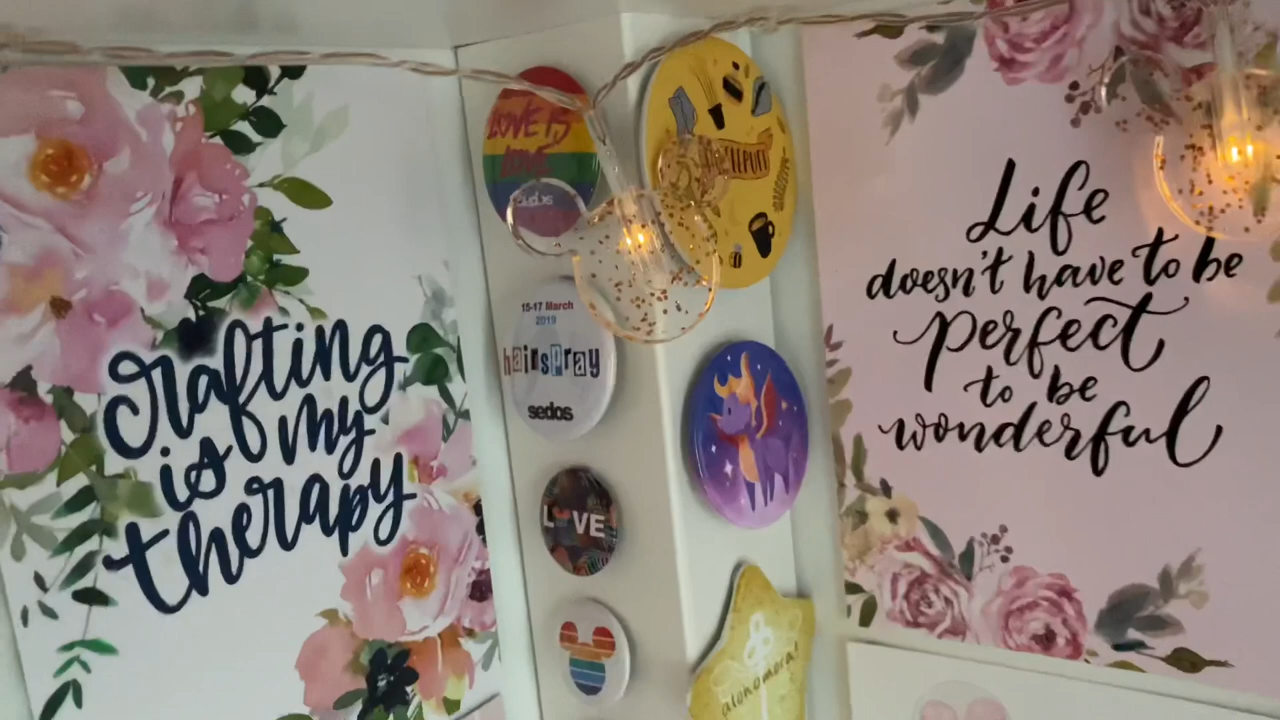 crafting
is my
therapy
LOVE IS
LOVE
sedos
15-17 March
2019
hairspray
sedos
LOVE
alohomora!
Life
doesn't have to be
perfect
to be
wonderful